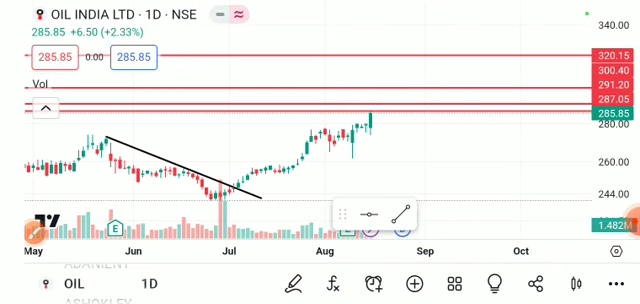 OIL INDIA LTD · 1D · NSE
285.85 +6.50 (+2.33%)
285.85 0.00 285.85
Vol
340.00
320.15
300.40
291.20
287.05
285.85
280.00
260.00
244.00
1.482M
E
May Jun Jul Aug Sep Oct
ADANIENT
OIL 1D
ASHOKLEY